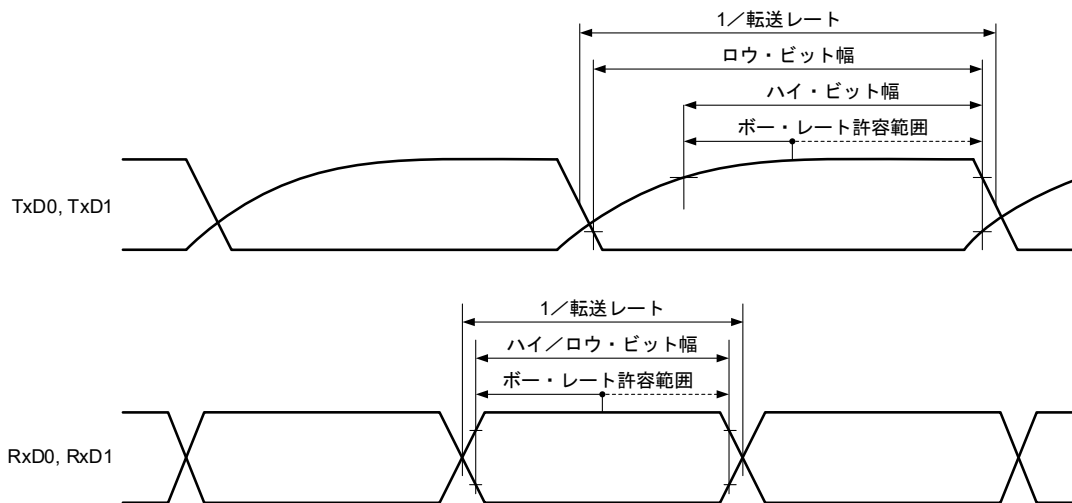 1／転送レート
ロウ・ビット幅
ハイ・ビット幅
ボー・レート許容範囲
TxD0, TxD1
1／転送レート
ハイ／ロウ・ビット幅
ボー・レート許容範囲
RxD0, RxD1